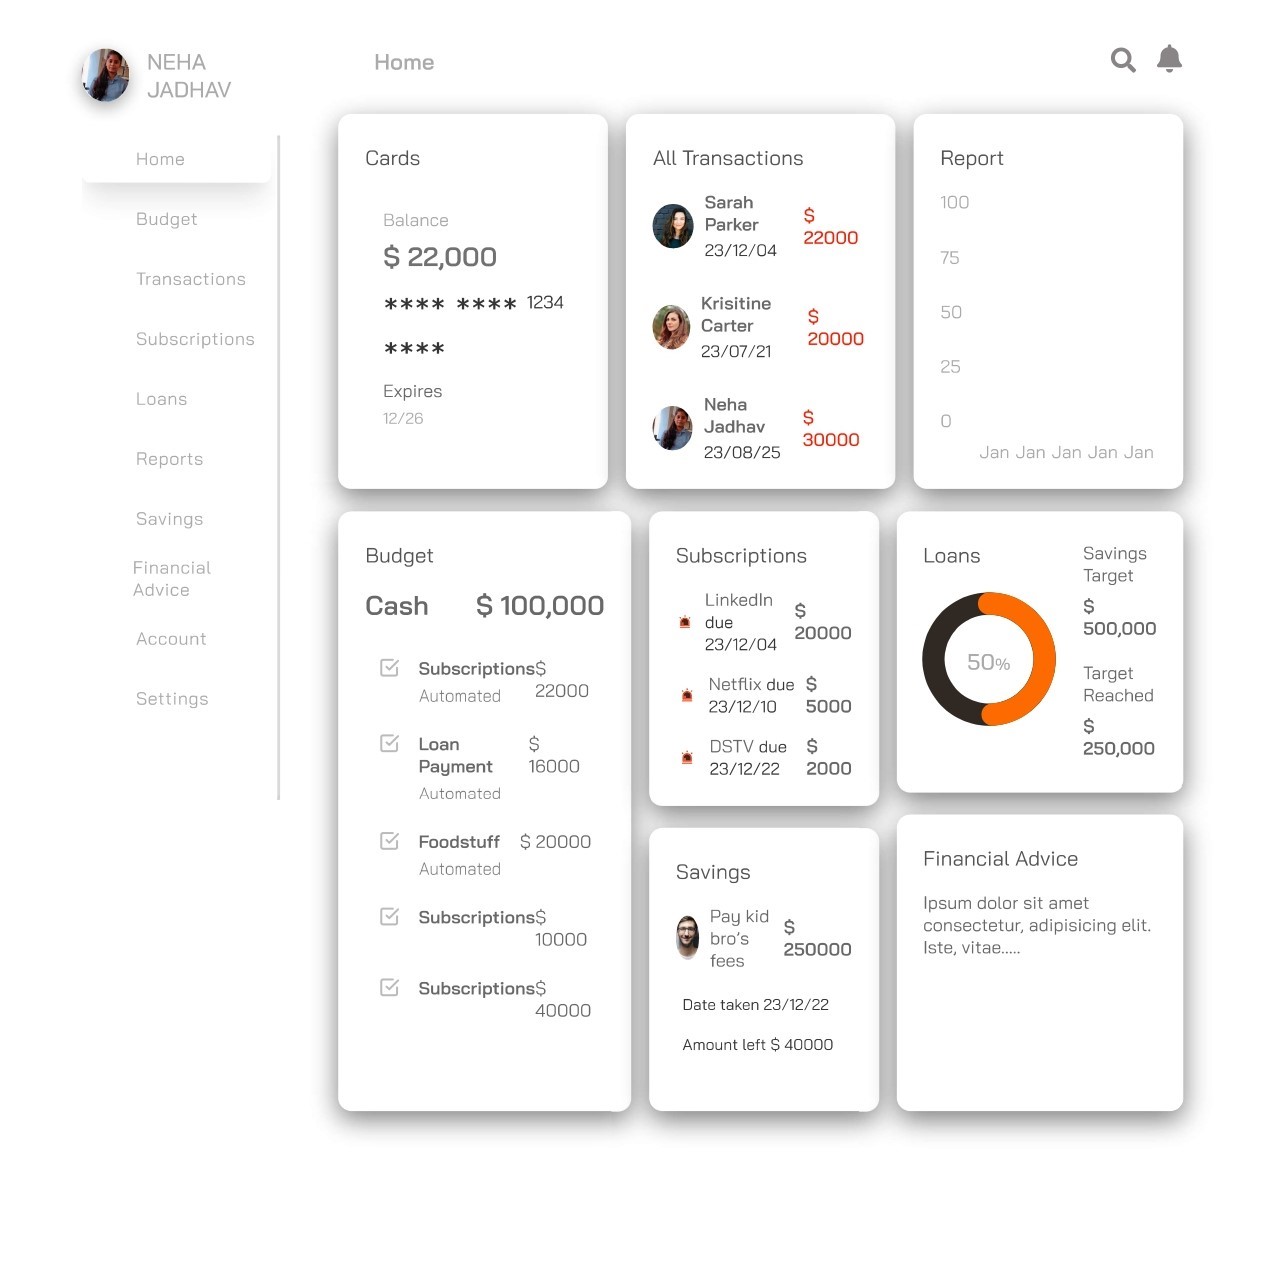 NEHA
JADHAV
Home
Home
Budget
Transactions
Subscriptions
Loans
Reports
Savings
Financial
Advice
Account
Settings
Cards
Balance
$ 22,000
**** **** 1234
****
Expires
12/26
All Transactions
Sarah
Parker
23/12/04
$
22000
Krisitine
Carter
23/07/21
$
20000
Neha
Jadhav
23/08/25
$
30000
Report
100
75
50
25
0
Jan Jan Jan Jan Jan
Budget
Cash $ 100,000
Subscriptions$
22000
Automated
Loan
Payment
$
16000
Automated
Foodstuff $ 20000
Automated
Subscriptions$
10000
Subscriptions$
40000
Subscriptions
LinkedIn
due
23/12/04
$
20000
Netflix due
23/12/10
$
5000
DSTV due
23/12/22
$
2000
Savings
Pay kid
bro's
fees
$
250000
Date taken 23/12/22
Amount left $ 40000
Loans
50%
Savings
Target
$
500,000
Target
Reached
$
250,000
Financial Advice
Ipsum dolor sit amet
consectetur, adipisicing elit.
Iste, vitae.....